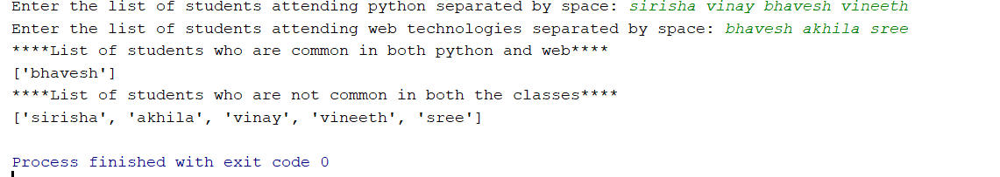 Enter the list of students attending python separated by space: sirisha vinay bhavesh vineeth
Enter the list of students attending web technologies separated by space: bhavesh akhila sree
****List of students who are common in both python and web****
['bhavesh']
****List of students who are not common in both the classes****
['sirisha', 'akhila', 'vinay', 'vineeth', 'sree']
Process finished with exit code 0